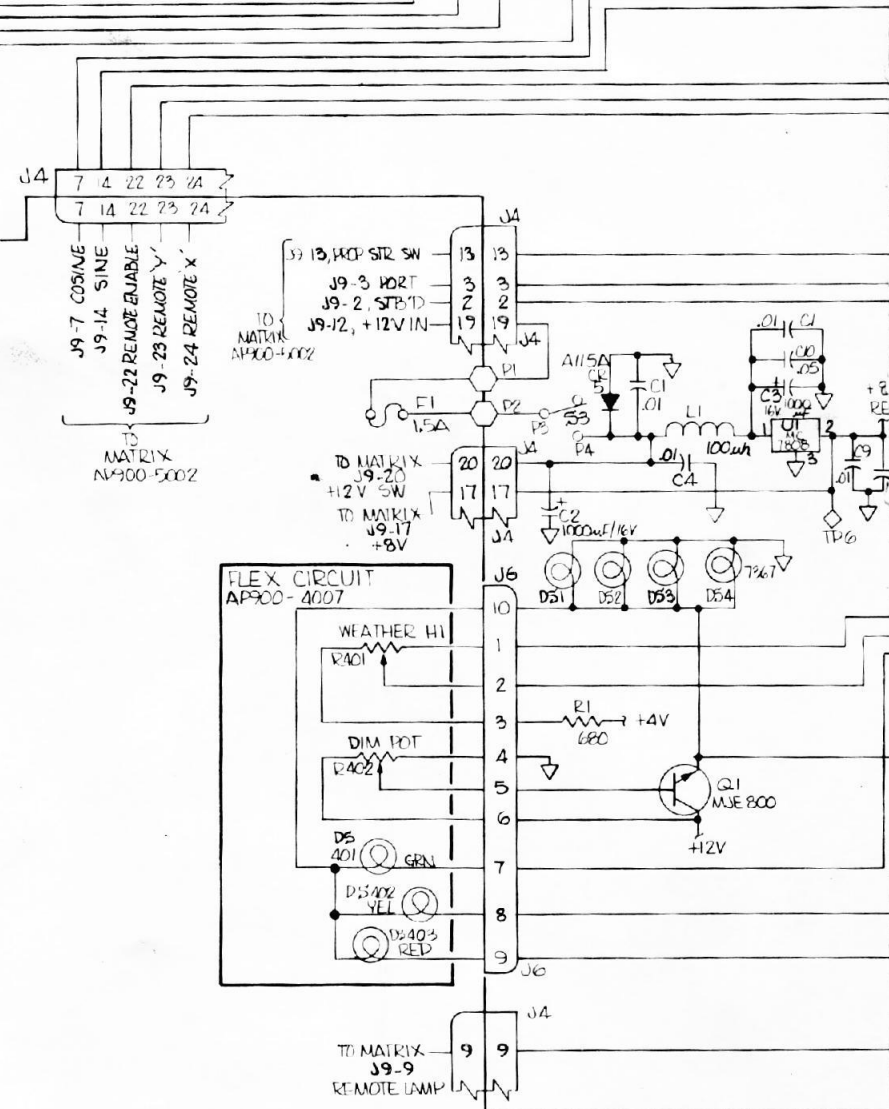 J4
7 14 22 23 24
7 14 22 23 24
J9-7 COSINE
J9-14 SINE
J9-22 REMOTE ENABLE
J9-23 REMOTE 'Y'
J9-24 REMOTE 'X'
TO
MATRIX
AP900-5002
J4
J9 13, PROP STR SW 13 13
J9-3 PORT 3 3
J9-2, STB'D 2 2
J9-12, +12V IN 19 19
TO
MATRIX
AP900-5002
J4
P1
F1
1.5A
P2
P3
S3
P4
A115A
CR
5
C1
.01
L1
100uh
.01 C1
C10
.05
C3 1000
16V uF
1 U1 2
MC
7808
3
C9
.01
+8
RE
TO MATRIX 20 20 J4
J9-20
+12V SW 17 17
TO MATRIX
J9-17
+8V
J4
.01
C4
+
C2
1000uF/16V
TP6
FLEX CIRCUIT
AP900-4007
J6
DS1 DS2 DS3 DS4 7367
10
WEATHER HI 1
R401
2
3 R1 +4V
680
DIM POT 4
R402
5 Q1
MJE 800
6
+12V
DS
401 GRN 7
DS402
YEL 8
DS403
RED 9
J6
J4
TO MATRIX 9 9
J9-9
REMOTE LAMP